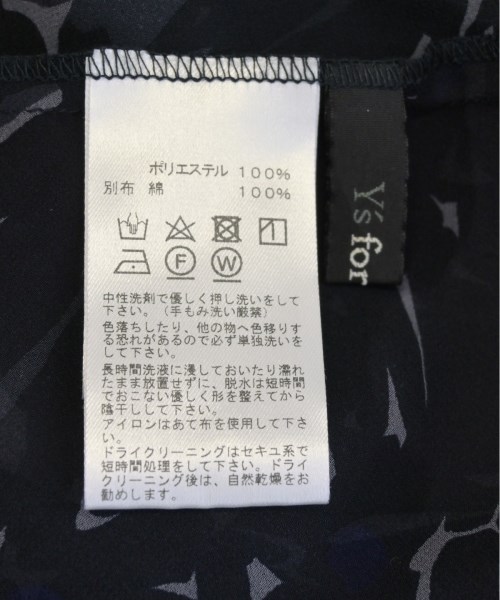 ポリエステル 100%
別布 綿 100%
F W
中性洗剤で優しく押し洗いをして
下さい。（手もみ洗い厳禁）
色落ちしたり、他の物へ色移りす
る恐れがあるので必ず単独洗いを
して下さい。
長時間洗液に浸しておいたり濡れ
たまま放置せずに、脱水は短時間
でおこない優しく形を整えてから
陰干しして下さい。
アイロンはあて布を使用して下さ
い。
ドライクリーニングはセキユ系で
短時間処理をして下さい。ドライ
クリーニング後は、自然乾燥をお
勧めします。
Y's for